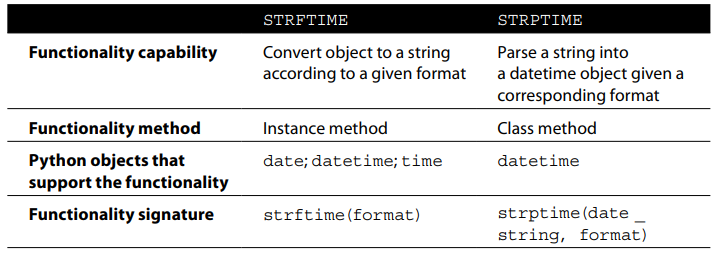 STRFTIME STRPTIME
Functionality capability Convert object to a string Parse a string into
according to a given format a datetime object given a
corresponding format
Functionality method Instance method Class method
Python objects that date; datetime; time datetime
support the functionality
Functionality signature strftime(format) strptime(date _
string, format)